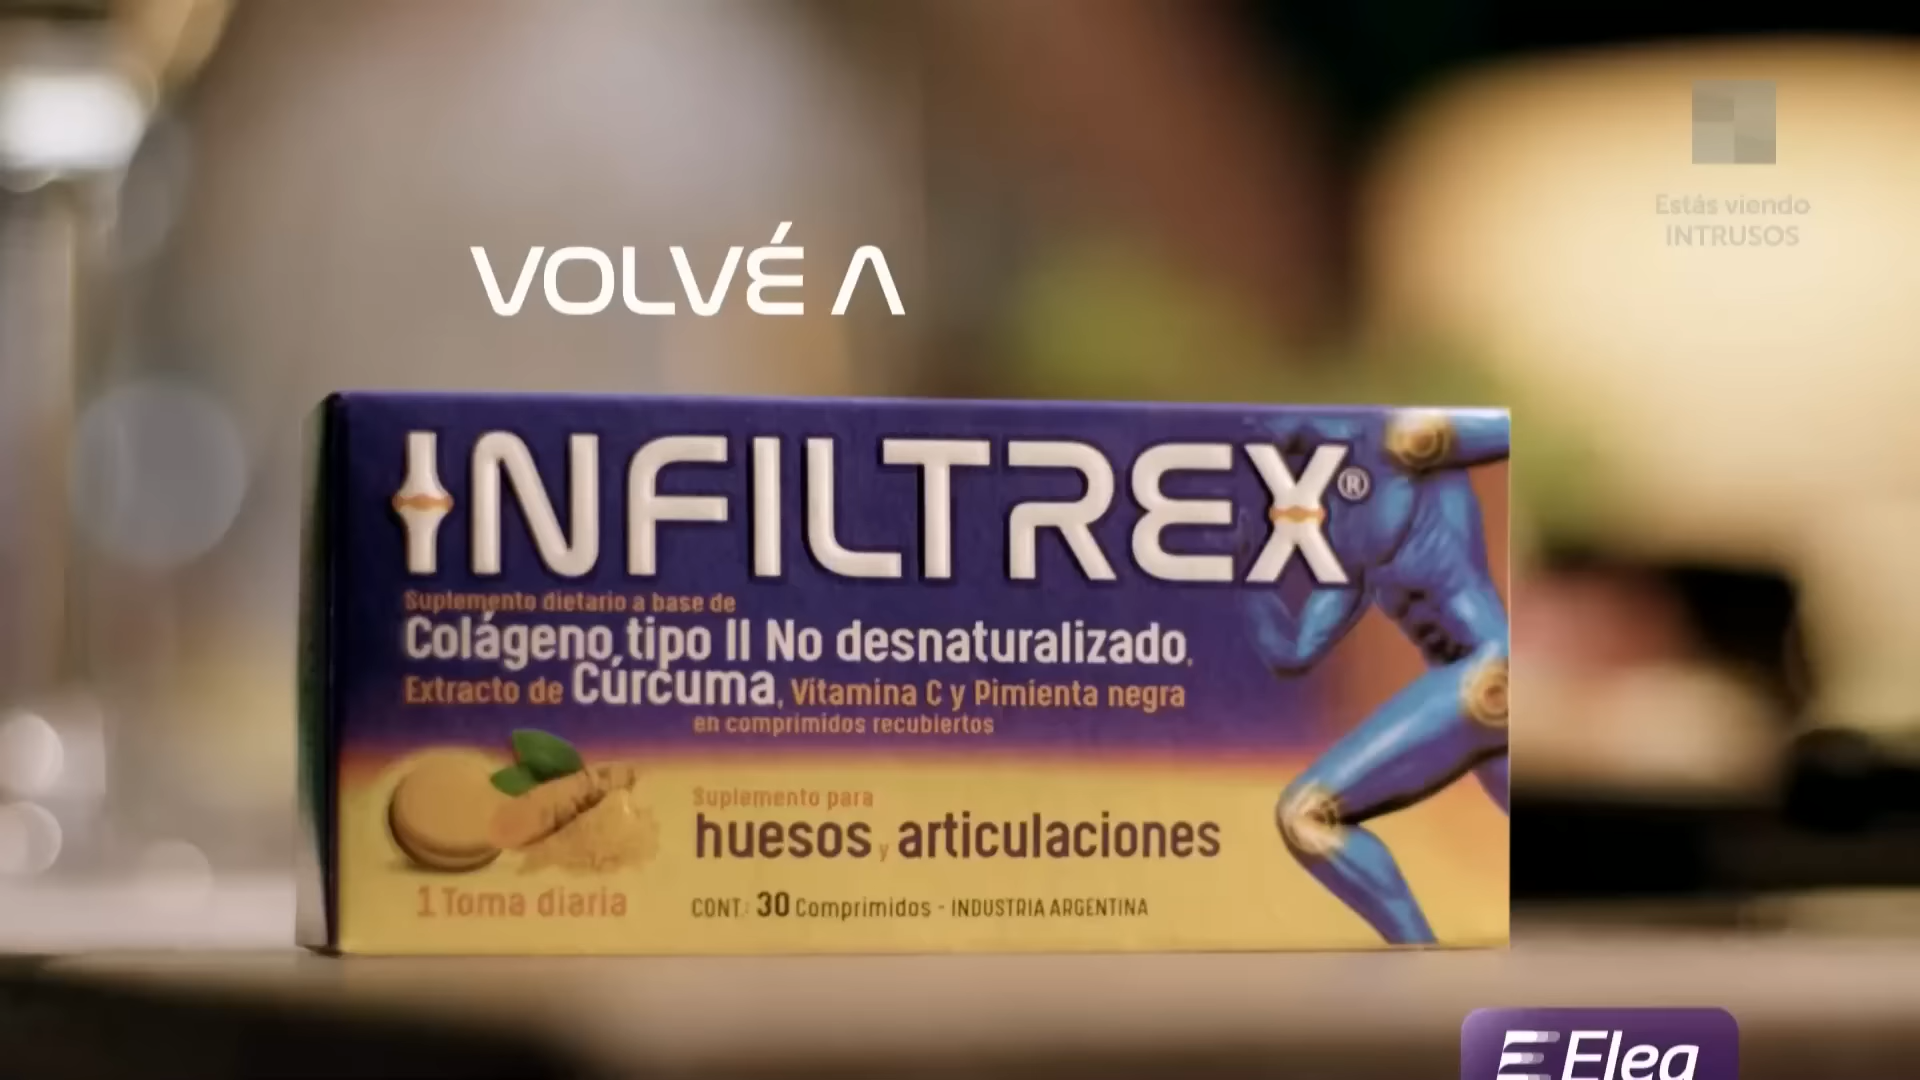 Estás viendo
INTRUSOS
VOLVÉ A
INFILTREX®
Suplemento dietario a base de
Colágeno tipo II No desnaturalizado,
Extracto de Cúrcuma, Vitamina C y Pimienta negra
en comprimidos recubiertos
Suplemento para
huesos y articulaciones
1 Toma diaria
CONT.: 30 Comprimidos - INDUSTRIA ARGENTINA
Elea